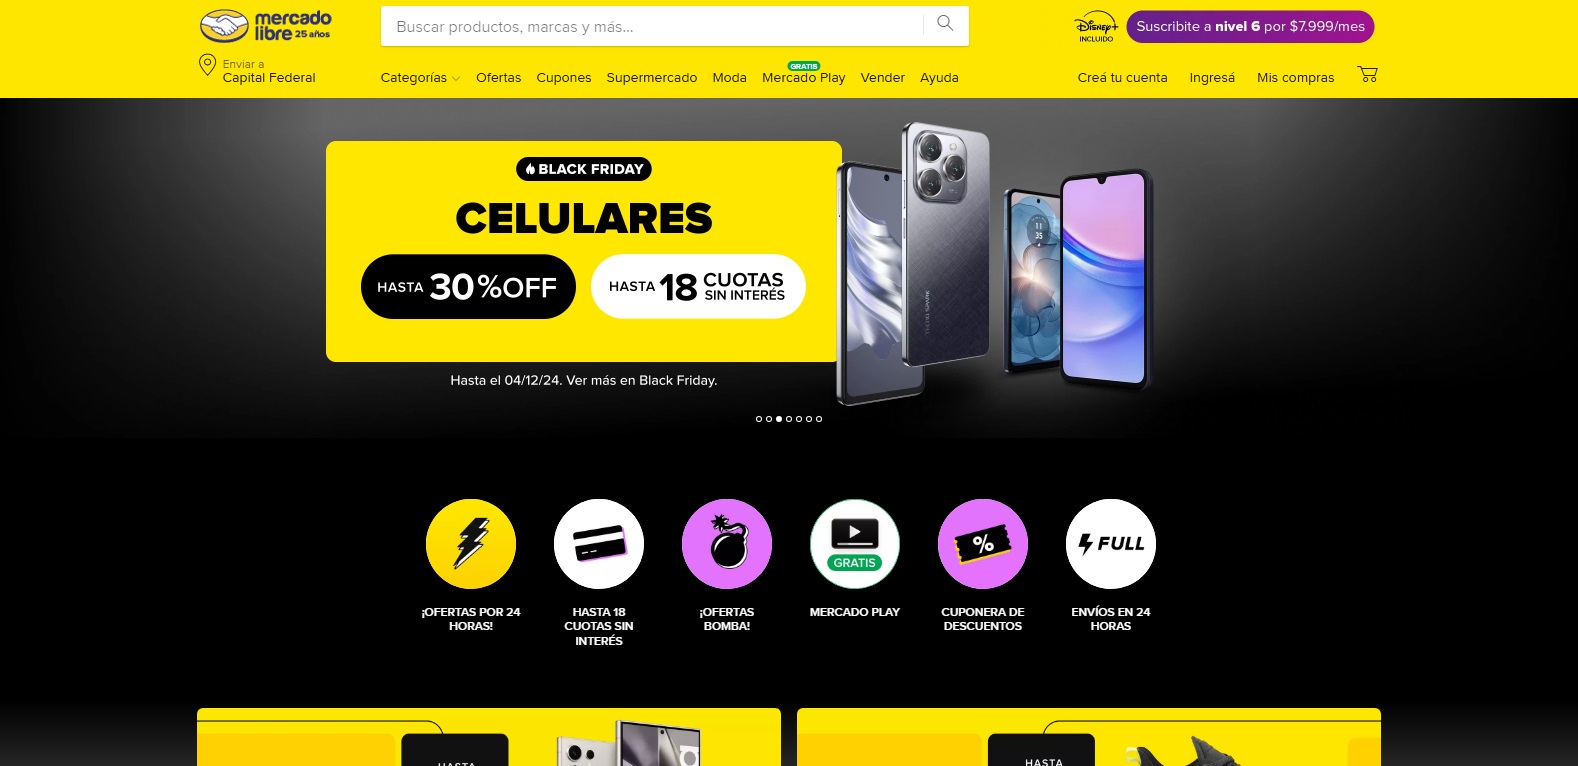 mercado
libre 25 años
Buscar productos, marcas y más...
Disney+
INCLUIDO
Suscribite a nivel 6 por $7.999/mes
Enviar a
Capital Federal
Categorías
Ofertas
Cupones
Supermercado
Moda
GRATIS
Mercado Play
Vender
Ayuda
Creá tu cuenta
Ingresá
Mis compras
BLACK FRIDAY
CELULARES
HASTA 30%OFF
HASTA 18 CUOTAS
SIN INTERÉS
11
35
Hasta el 04/12/24. Ver más en Black Friday.
GRATIS
%
FULL
¡OFERTAS POR 24
HORAS!
HASTA 18
CUOTAS SIN
INTERÉS
¡OFERTAS
BOMBA!
MERCADO PLAY
CUPONERA DE
DESCUENTOS
ENVÍOS EN 24
HORAS
HASTA
HASTA